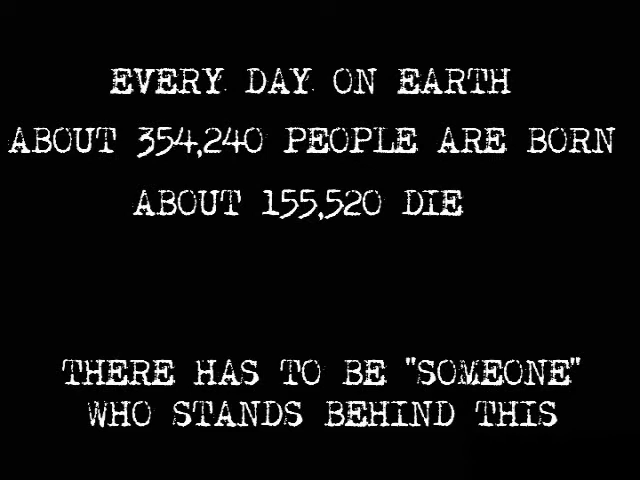 EVERY DAY ON EARTH
ABOUT 354,240 PEOPLE ARE BORN
ABOUT 155,520 DIE
THERE HAS TO BE "SOMEONE"
WHO STANDS BEHIND THIS